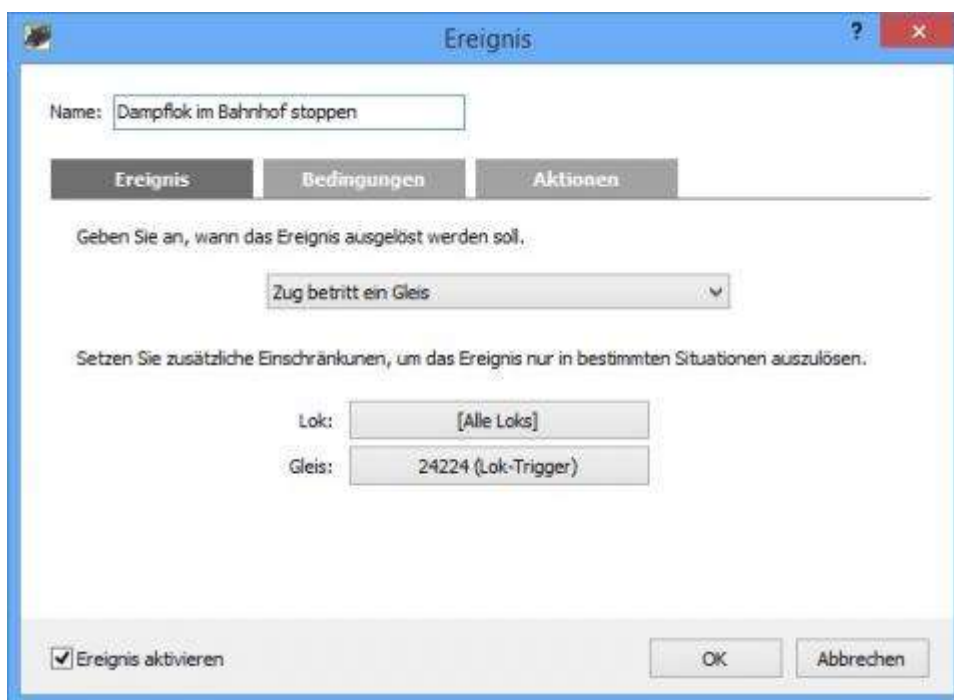 Ereignis
?
Name: Dampflok im Bahnhof stoppen
Ereignis Bedingungen Aktionen
Geben Sie an, wann das Ereignis ausgelöst werden soll.
Zug betritt ein Gleis
Setzen Sie zusätzliche Einschränkunen, um das Ereignis nur in bestimmten Situationen auszulösen.
Lok: [Alle Loks]
Gleis: 24224 (Lok-Trigger)
Ereignis aktivieren OK Abbrechen